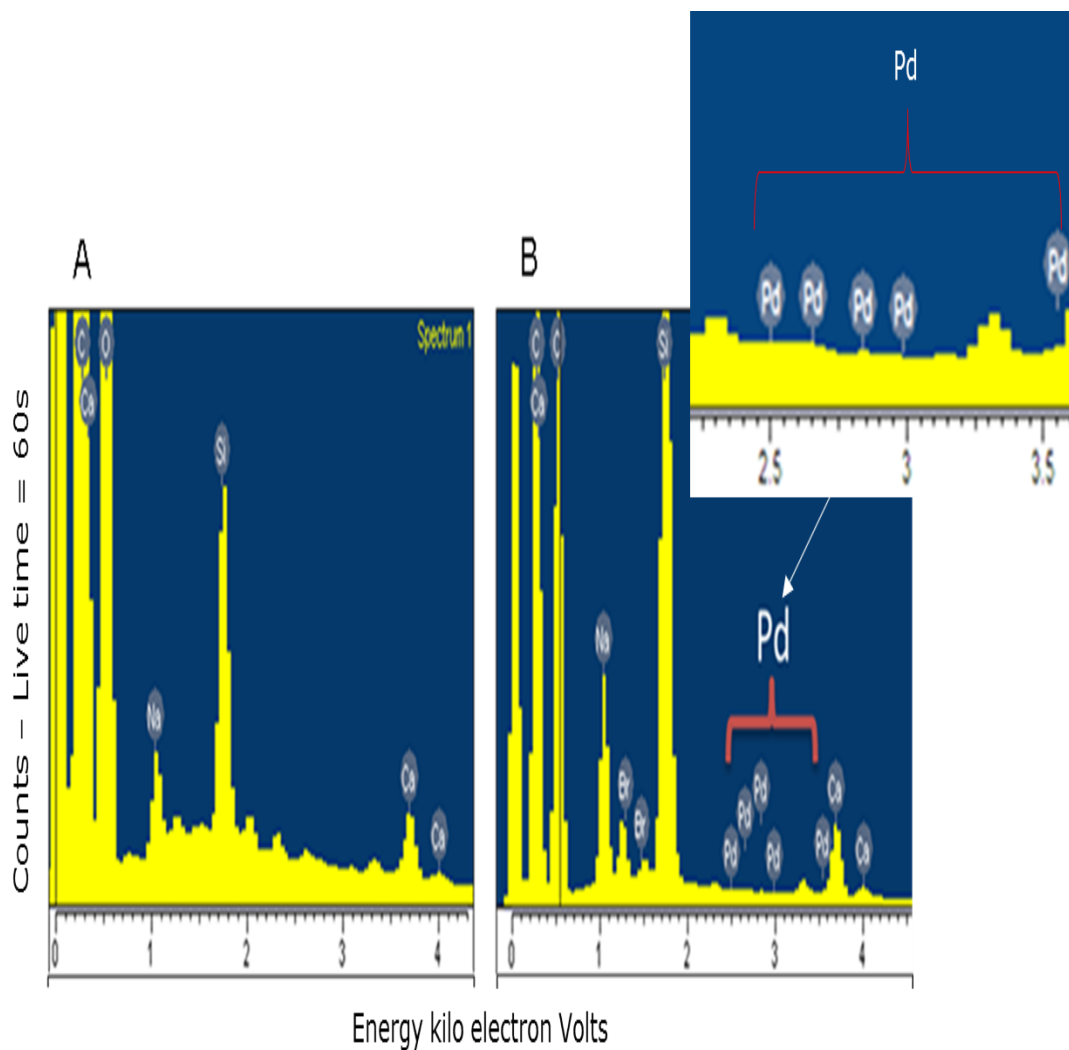 Pd
Pd Pd Pd Pd Pd
2.5 3 3.5
A
B
Spectrum 1
C O
Ca
Si
Na
Ca
Ca
0 1 2 3 4
C C Si
Ca
Na
Br
Br
Pd
Pd Pd Pd Pd Pd
Ca
Ca
0 1 2 3 4
Counts – Live time = 60s
Energy kilo electron Volts